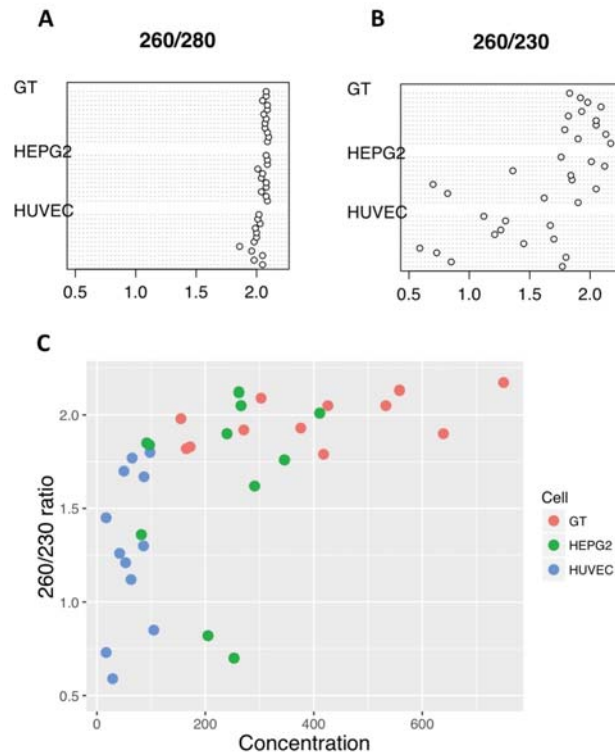 A
260/280
GT
HEPG2
HUVEC
0.5 1.0 1.5 2.0
B
260/230
GT
HEPG2
HUVEC
0.5 1.0 1.5 2.0
C
260/230 ratio
2.0
1.5
1.0
0.5
0 200 400 600
Concentration
Cell
GT
HEPG2
HUVEC